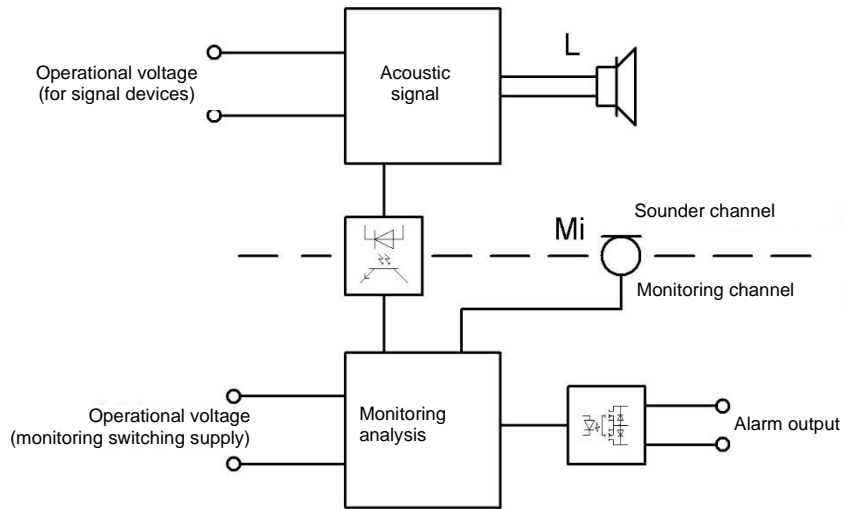 L
Operational voltage
(for signal devices)
Acoustic
signal
Mi
Sounder channel
Monitoring channel
Operational voltage
(monitoring switching supply)
Monitoring
analysis
Alarm output